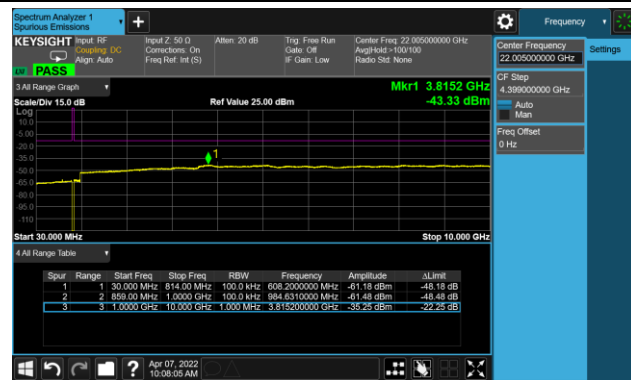 Spectrum Analyzer 1
Spurious Emissions
+
Frequency
KEYSIGHT Input: RF Input Z: 50 Ω Atten: 20 dB Trig: Free Run Center Freq: 22.005000000 GHz
Coupling: DC Corrections: On Gate: Off Avg|Hold:>100/100
Align: Auto Freq Ref: Int (S) IF Gain: Low Radio Std: None
PASS
Center Frequency
22.005000000 GHz
Settings
CF Step
4.399000000 GHz
Auto
Man
Freq Offset
0 Hz
3 All Range Graph
Mkr1 3.8152 GHz
Scale/Div 15.0 dB Ref Value 25.00 dBm -43.33 dBm
Log
10.0
-5.00
-20.0
-35.0
-50.0
-65.0
-80.0
-95.0
-110
1
Start 30.000 MHz Stop 10.000 GHz
4 All Range Table
Spur Range Start Freq Stop Freq RBW Frequency Amplitude ΔLimit
1 1 30.000 MHz 814.00 MHz 100.0 kHz 608.2000000 MHz -61.18 dBm -48.18 dB
2 2 859.00 MHz 1.0000 GHz 100.0 kHz 984.6310000 MHz -61.48 dBm -48.48 dB
3 3 1.0000 GHz 10.000 GHz 1.000 MHz 3.815200000 GHz -35.25 dBm -22.25 dB
? Apr 07, 2022
10:08:05 AM